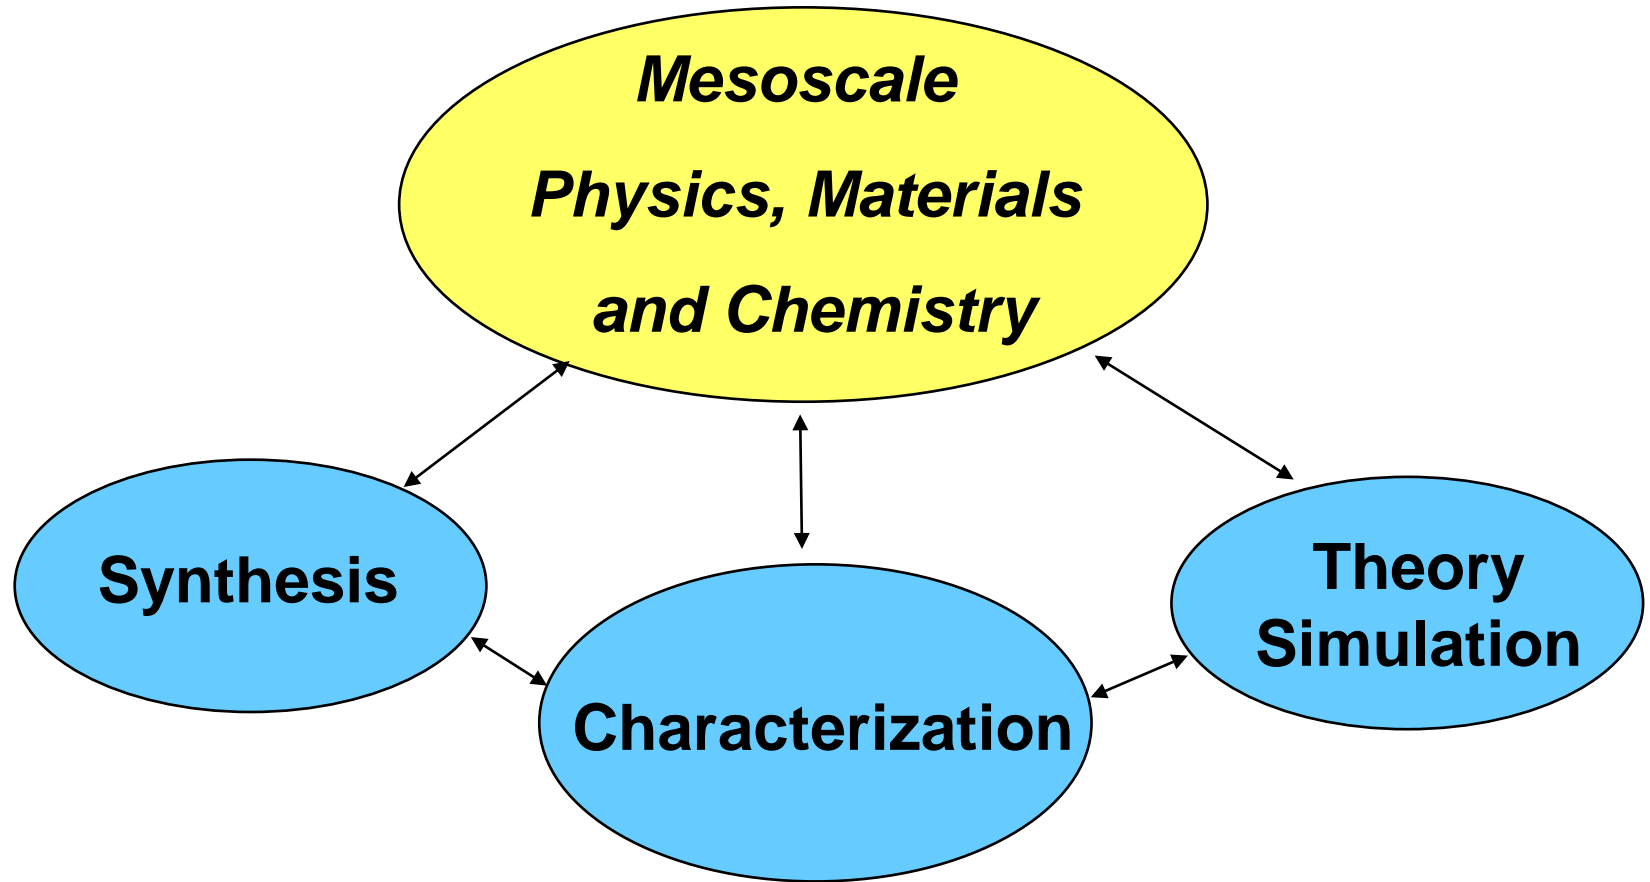 Mesoscale
Physics, Materials
and Chemistry
Synthesis
Theory
Simulation
Characterization